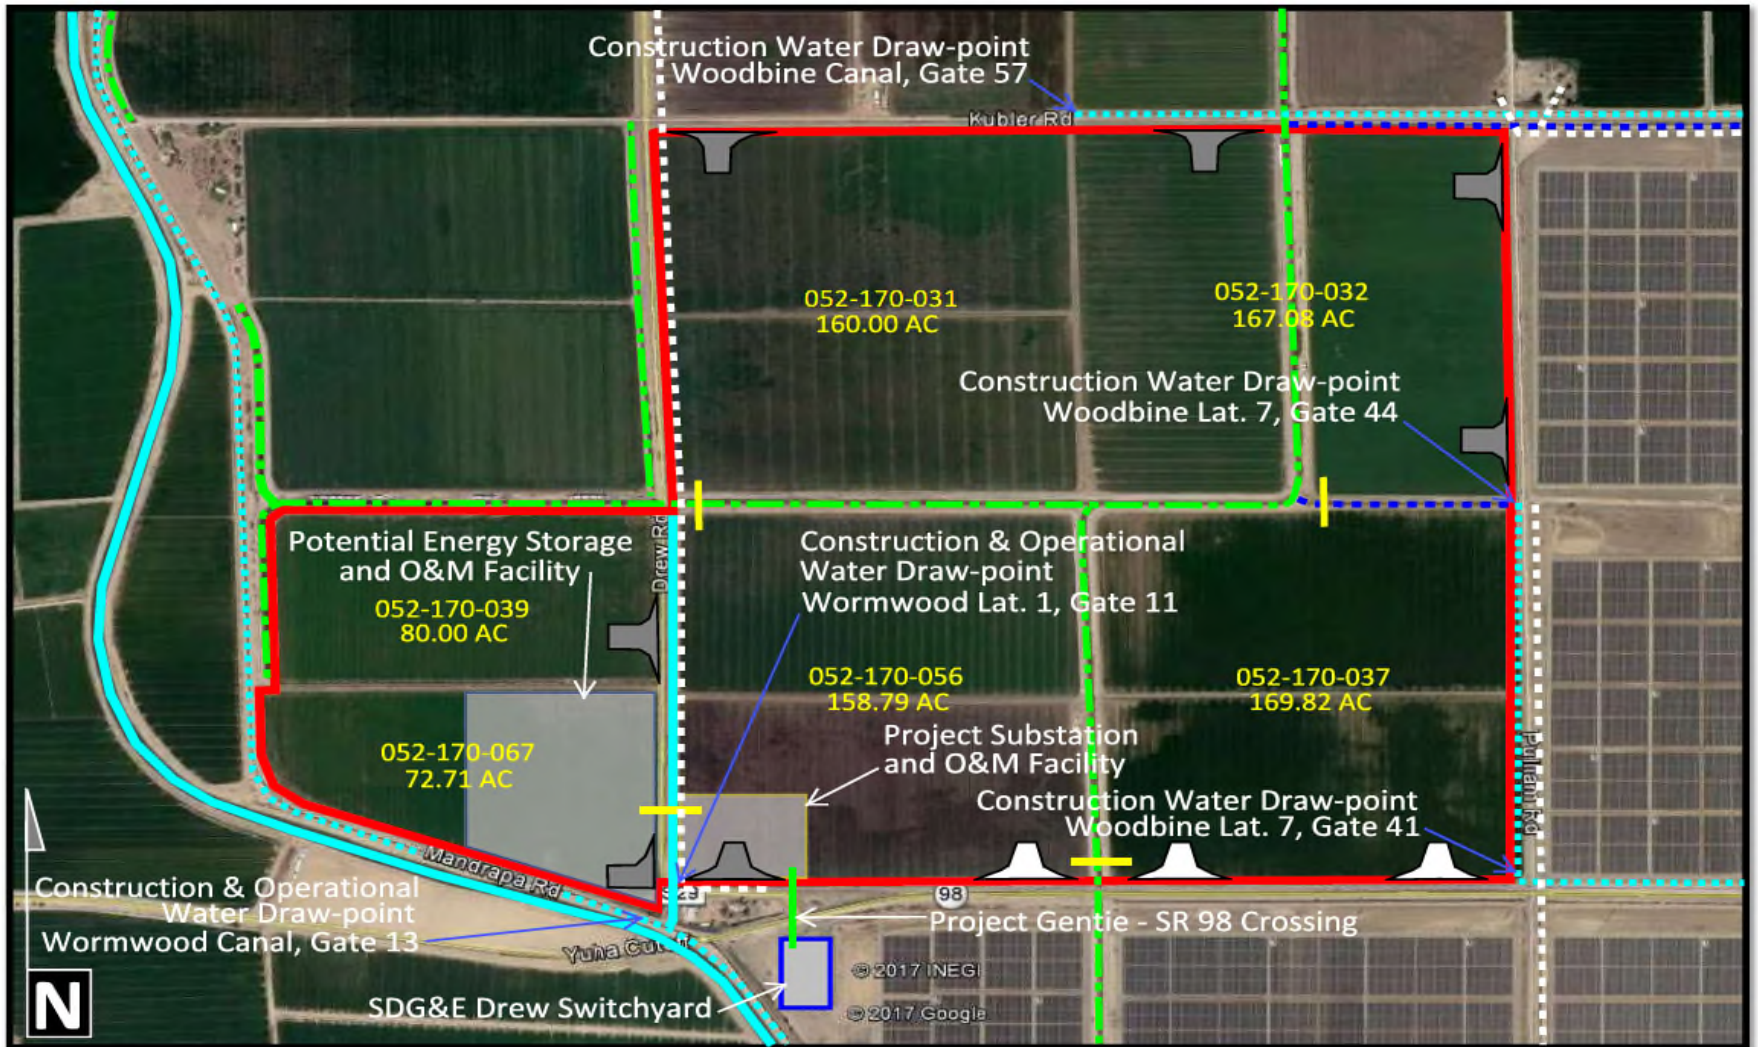 Construction Water Draw-point
Woodbine Canal, Gate 57
Kubler Rd
052-170-031
160.00 AC
052-170-032
167.08 AC
Construction Water Draw-point
Woodbine Lat. 7, Gate 44
Potential Energy Storage
and O&M Facility
Drew Rd
Construction & Operational
Water Draw-point
Wormwood Lat. 1, Gate 11
052-170-039
80.00 AC
052-170-056
158.79 AC
052-170-037
169.82 AC
052-170-067
72.71 AC
Project Substation
and O&M Facility
Pulliam Rd
Construction Water Draw-point
Woodbine Lat. 7, Gate 41
Mandrapa Rd
Construction & Operational
Water Draw-point
Wormwood Canal, Gate 13
S29
98
Project Gentie - SR 98 Crossing
Yuha Cutoff
© 2017 INEGI
SDG&E Drew Switchyard
© 2017 Google
N